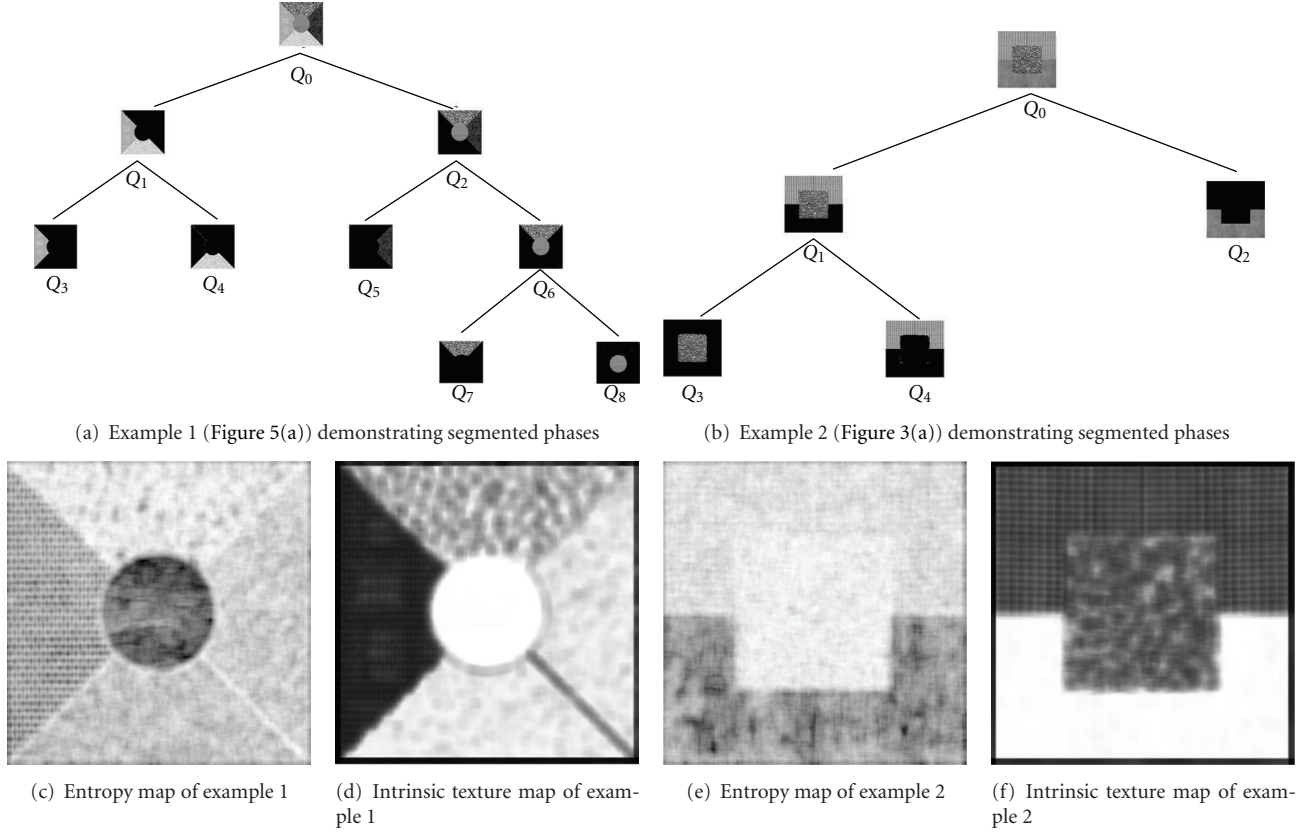 Q0
Q0
Q1
Q2
Q1
Q2
Q3
Q4
Q5
Q6
Q3
Q4
Q7
Q8
(a) Example 1 (Figure 5(a)) demonstrating segmented phases
(b) Example 2 (Figure 3(a)) demonstrating segmented phases
(c) Entropy map of example 1
(d) Intrinsic texture map of exam-
ple 1
(e) Entropy map of example 2
(f) Intrinsic texture map of exam-
ple 2